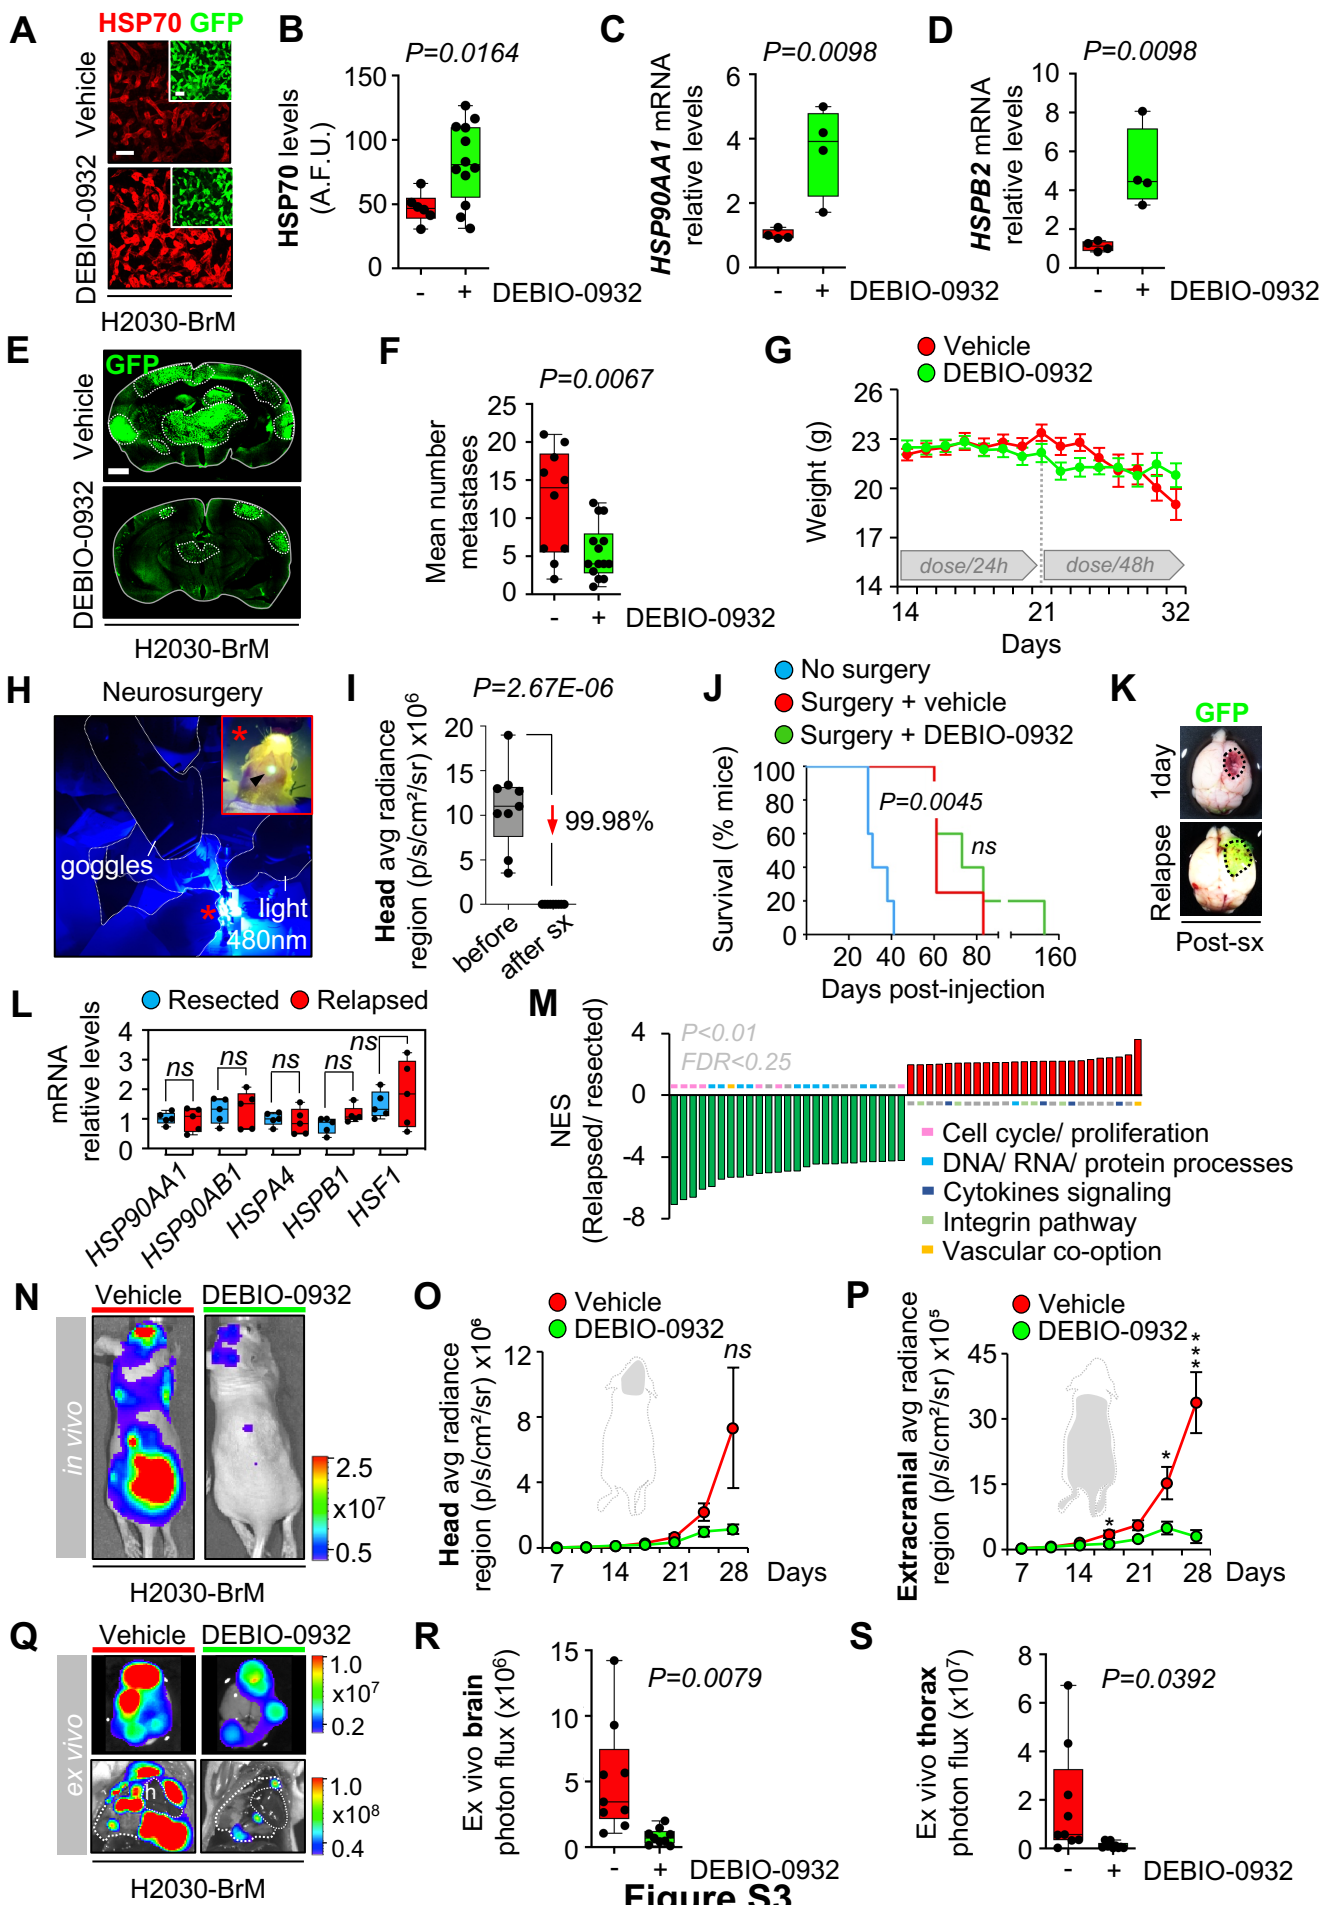 A
HSP70 GFP
Vehicle
DEBIO-0932
H2030-BrM
B
P=0.0164
HSP70 levels
(A.F.U.)
150
100
50
0
- + DEBIO-0932
C
P=0.0098
HSP90AA1 mRNA
relative levels
6
4
2
0
- + DEBIO-0932
D
P=0.0098
HSPB2 mRNA
relative levels
10
8
6
4
2
0
- + DEBIO-0932
E
GFP
Vehicle
DEBIO-0932
H2030-BrM
F
P=0.0067
Mean number
metastases
25
20
15
10
5
0
- + DEBIO-0932
G
Vehicle
DEBIO-0932
Weight (g)
26
23
20
17
14
dose/24h
dose/48h
14 21 32
Days
H
Neurosurgery
*
goggles
*
light
480nm
I
P=2.67E-06
Head avg radiance
region (p/s/cm²/sr) x10⁶
20
15
10
5
0
99.98%
before
after sx
J
No surgery
Surgery + vehicle
Surgery + DEBIO-0932
Survival (% mice)
100
80
60
40
20
0
P=0.0045
ns
20 40 60 80 160
Days post-injection
K
GFP
1day
Relapse
Post-sx
L
Resected Relapsed
mRNA
relative levels
4
3
2
1
0
ns ns ns ns ns
HSP90AA1
HSP90AB1
HSPA4
HSPB1
HSF1
M
NES
(Relapsed/ resected)
4
0
-4
-8
P<0.01
FDR<0.25
Cell cycle/ proliferation
DNA/ RNA/ protein processes
Cytokines signaling
Integrin pathway
Vascular co-option
N
Vehicle DEBIO-0932
in vivo
2.5
x10⁷
0.5
H2030-BrM
O
Vehicle
DEBIO-0932
Head avg radiance
region (p/s/cm²/sr) x10⁶
12
8
4
0
ns
7 14 21 28 Days
P
Vehicle
DEBIO-0932
Extracranial avg radiance
region (p/s/cm²/sr) x10⁵
45
30
15
0
*
*
***
7 14 21 28 Days
Q
Vehicle DEBIO-0932
ex vivo
1.0
x10⁷
0.2
h
1.0
x10⁸
0.4
H2030-BrM
R
P=0.0079
Ex vivo brain
photon flux (x10⁶)
15
10
5
0
- + DEBIO-0932
S
P=0.0392
Ex vivo thorax
photon flux (x10⁷)
8
6
4
2
0
- + DEBIO-0932
Figure S3